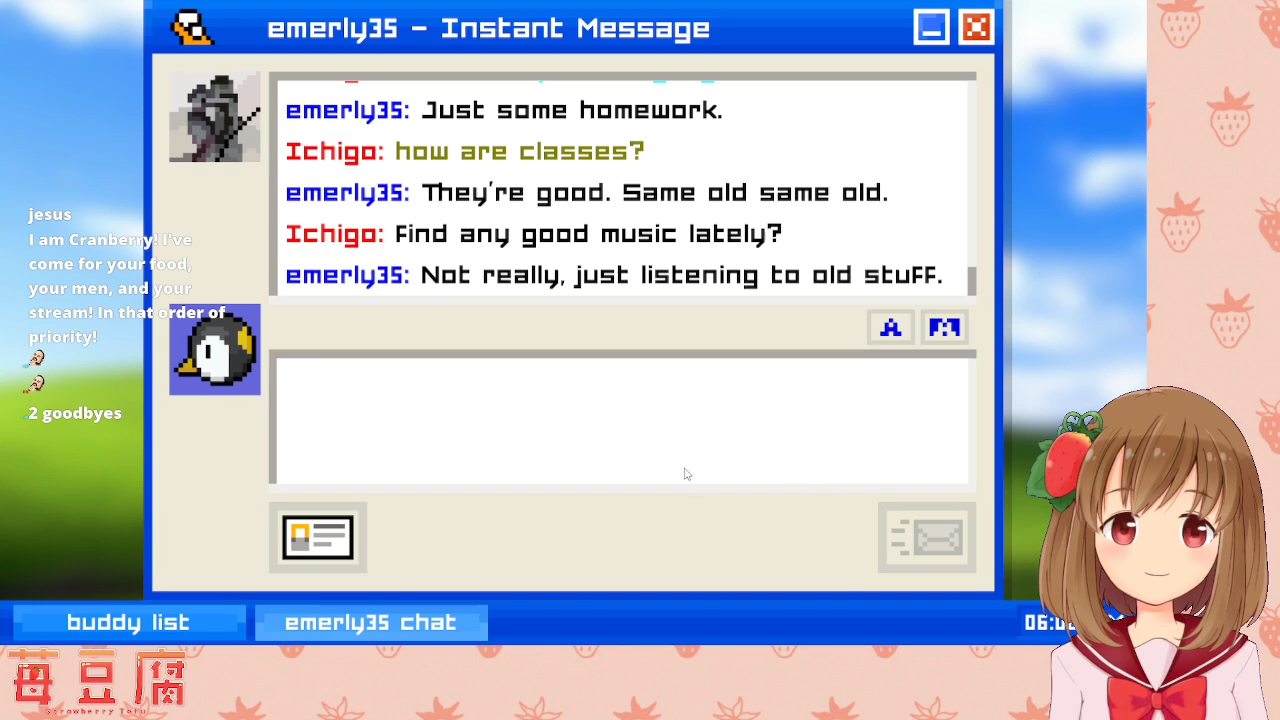 emerly35 - Instant Message
emerly35: Just some homework.
Ichigo: how are classes?
emerly35: They're good. Same old same old.
Ichigo: Find any good music lately?
emerly35: Not really, just listening to old stuff.
A
jesus
I am Cranberry! I've
come for your food,
your men, and your
stream! In that order of
priority!
2 goodbyes
buddy list
emerly35 chat
苺豆腐
Strawberry Tofu